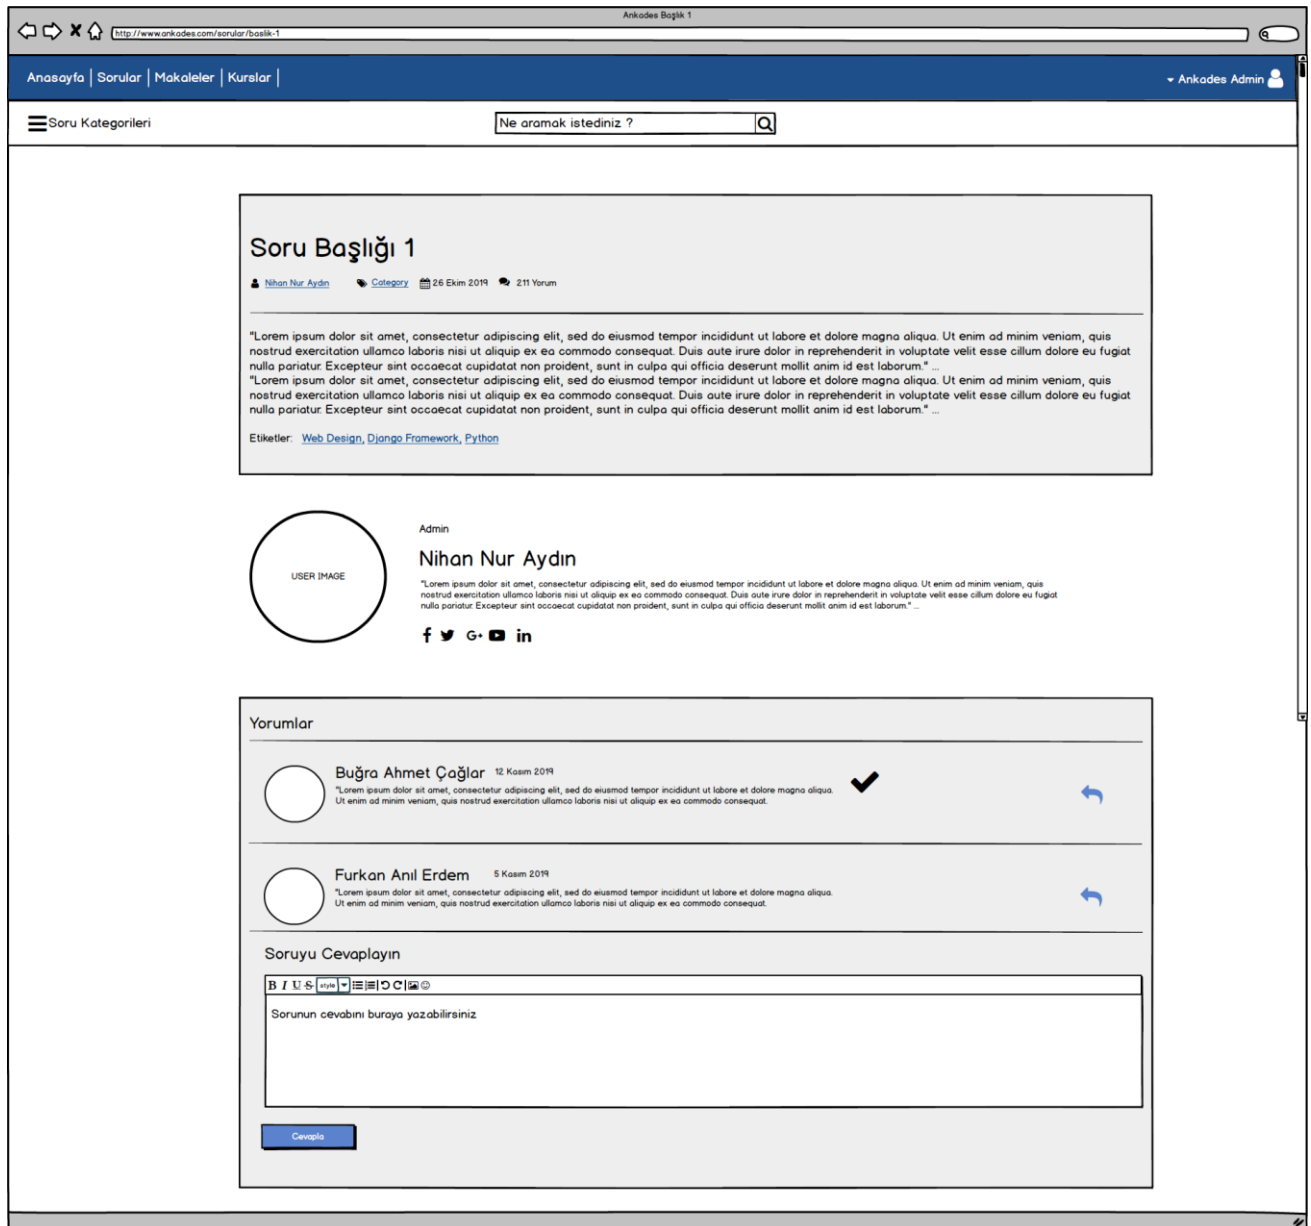 Ankades Başlık 1
http://www.ankades.com/sorular/baslik-1
Anasayfa | Sorular | Makaleler | Kurslar |
Ankades Admin
Soru Kategorileri
Ne aramak istediniz ?
Soru Başlığı 1
Nihan Nur Aydın Category 26 Ekim 2019 211 Yorum
"Lorem ipsum dolor sit amet, consectetur adipiscing elit, sed do eiusmod tempor incididunt ut labore et dolore magna aliqua. Ut enim ad minim veniam, quis
nostrud exercitation ullamco laboris nisi ut aliquip ex ea commodo consequat. Duis aute irure dolor in reprehenderit in voluptate velit esse cillum dolore eu fugiat
nulla pariatur. Excepteur sint occaecat cupidatat non proident, sunt in culpa qui officia deserunt mollit anim id est laborum." ...
"Lorem ipsum dolor sit amet, consectetur adipiscing elit, sed do eiusmod tempor incididunt ut labore et dolore magna aliqua. Ut enim ad minim veniam, quis
nostrud exercitation ullamco laboris nisi ut aliquip ex ea commodo consequat. Duis aute irure dolor in reprehenderit in voluptate velit esse cillum dolore eu fugiat
nulla pariatur. Excepteur sint occaecat cupidatat non proident, sunt in culpa qui officia deserunt mollit anim id est laborum." ...
Etiketler: Web Design, Django Framework, Python
USER IMAGE
Admin
Nihan Nur Aydın
"Lorem ipsum dolor sit amet, consectetur adipiscing elit, sed do eiusmod tempor incididunt ut labore et dolore magna aliqua. Ut enim ad minim veniam, quis
nostrud exercitation ullamco laboris nisi ut aliquip ex ea commodo consequat. Duis aute irure dolor in reprehenderit in voluptate velit esse cillum dolore eu fugiat
nulla pariatur. Excepteur sint occaecat cupidatat non proident, sunt in culpa qui officia deserunt mollit anim id est laborum." ...
f G+ in
Yorumlar
Buğra Ahmet Çağlar 12 Kasım 2019
"Lorem ipsum dolor sit amet, consectetur adipiscing elit, sed do eiusmod tempor incididunt ut labore et dolore magna aliqua.
Ut enim ad minim veniam, quis nostrud exercitation ullamco laboris nisi ut aliquip ex ea commodo consequat.
Furkan Anıl Erdem 5 Kasım 2019
"Lorem ipsum dolor sit amet, consectetur adipiscing elit, sed do eiusmod tempor incididunt ut labore et dolore magna aliqua.
Ut enim ad minim veniam, quis nostrud exercitation ullamco laboris nisi ut aliquip ex ea commodo consequat.
Soruyu Cevaplayın
B I U S style
Sorunun cevabını buraya yazabilirsiniz
Cevapla